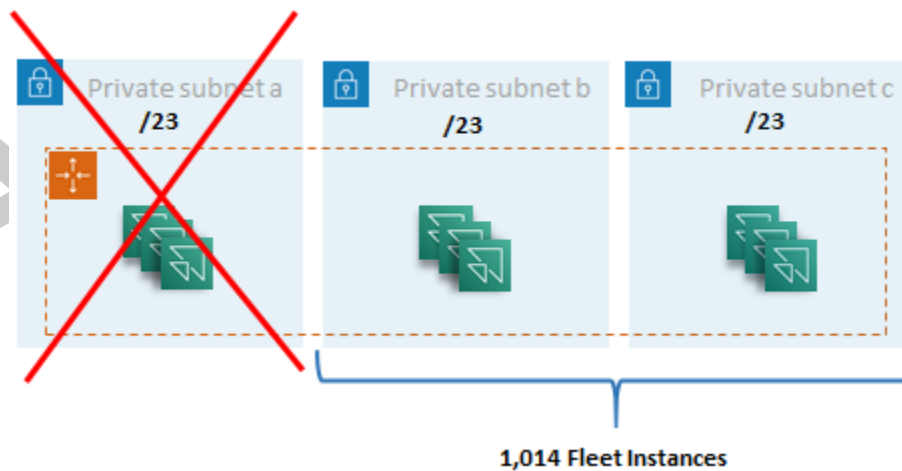 Private subnet a
/23
Private subnet b
/23
Private subnet c
/23
1,014 Fleet Instances